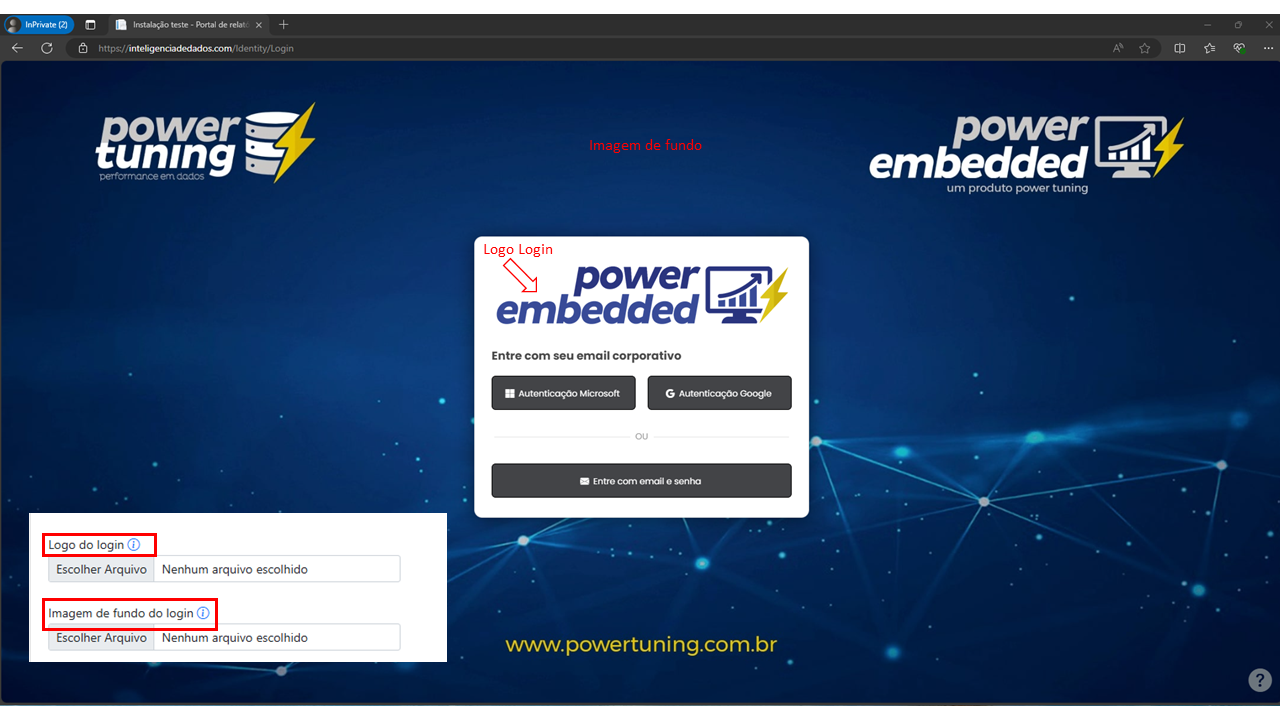 InPrivate (2)
Instalação teste - Portal de relató
https://inteligenciadedados.com/Identity/Login
power
tuning
performance em dados
Imagem de fundo
power
embedded
um produto power tuning
Logo Login
power
embedded
Entre com seu email corporativo
Autenticação Microsoft
Autenticação Google
OU
Entre com email e senha
Logo do login
Escolher Arquivo Nenhum arquivo escolhido
Imagem de fundo do login
Escolher Arquivo Nenhum arquivo escolhido
www.powertuning.com.br
?